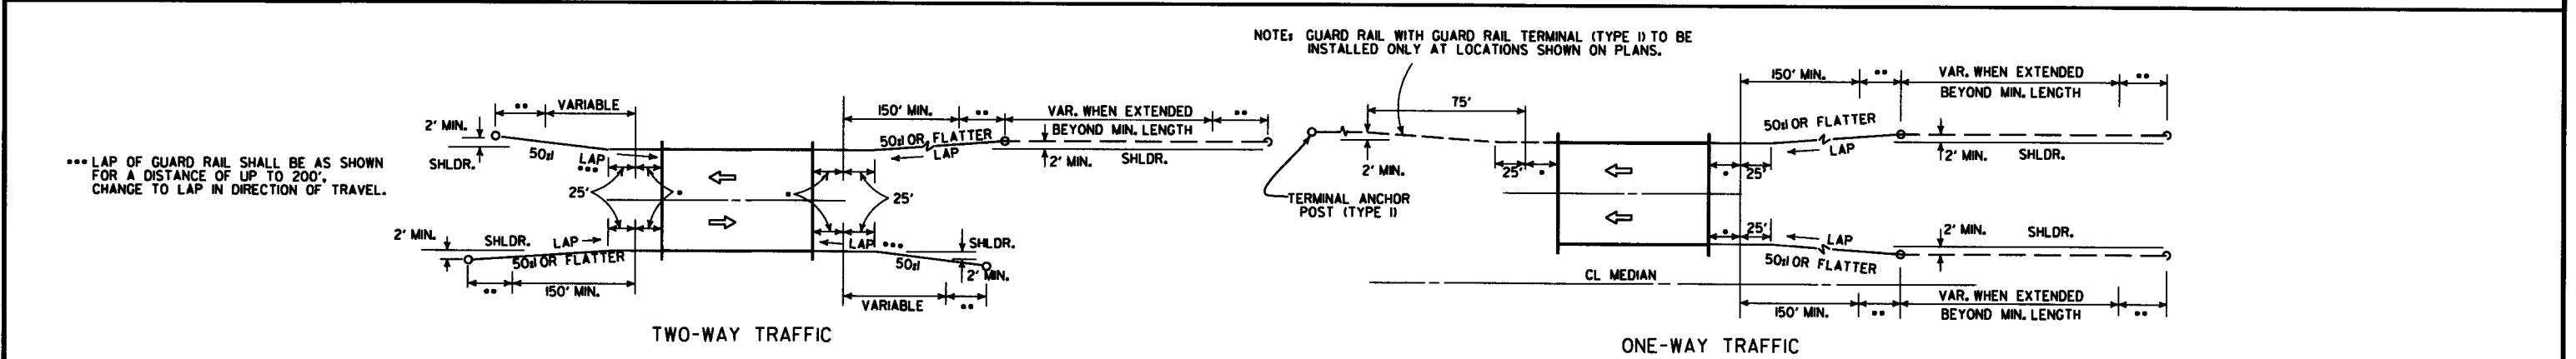 NOTE: GUARD RAIL WITH GUARD RAIL TERMINAL (TYPE I) TO BE
INSTALLED ONLY AT LOCATIONS SHOWN ON PLANS.
•• VARIABLE
2' MIN.
SHLDR.
50:1
LAP
•••
••• LAP OF GUARD RAIL SHALL BE AS SHOWN
FOR A DISTANCE OF UP TO 200'.
CHANGE TO LAP IN DIRECTION OF TRAVEL.
25'
•
150' MIN.
••
VAR. WHEN EXTENDED
BEYOND MIN. LENGTH
••
50:1 OR FLATTER
LAP
2' MIN.
SHLDR.
•
25'
2' MIN.
SHLDR.
LAP
50:1 OR FLATTER
••
150' MIN.
LAP •••
SHLDR.
50:1
2' MIN.
VARIABLE
••
TWO-WAY TRAFFIC
75'
2' MIN.
25'
•
TERMINAL ANCHOR
POST (TYPE I)
150' MIN.
••
VAR. WHEN EXTENDED
BEYOND MIN. LENGTH
••
50:1 OR FLATTER
LAP
2' MIN.
SHLDR.
•
25'
•
25'
LAP
2' MIN.
SHLDR.
50:1 OR FLATTER
CL MEDIAN
150' MIN.
••
VAR. WHEN EXTENDED
BEYOND MIN. LENGTH
••
ONE-WAY TRAFFIC